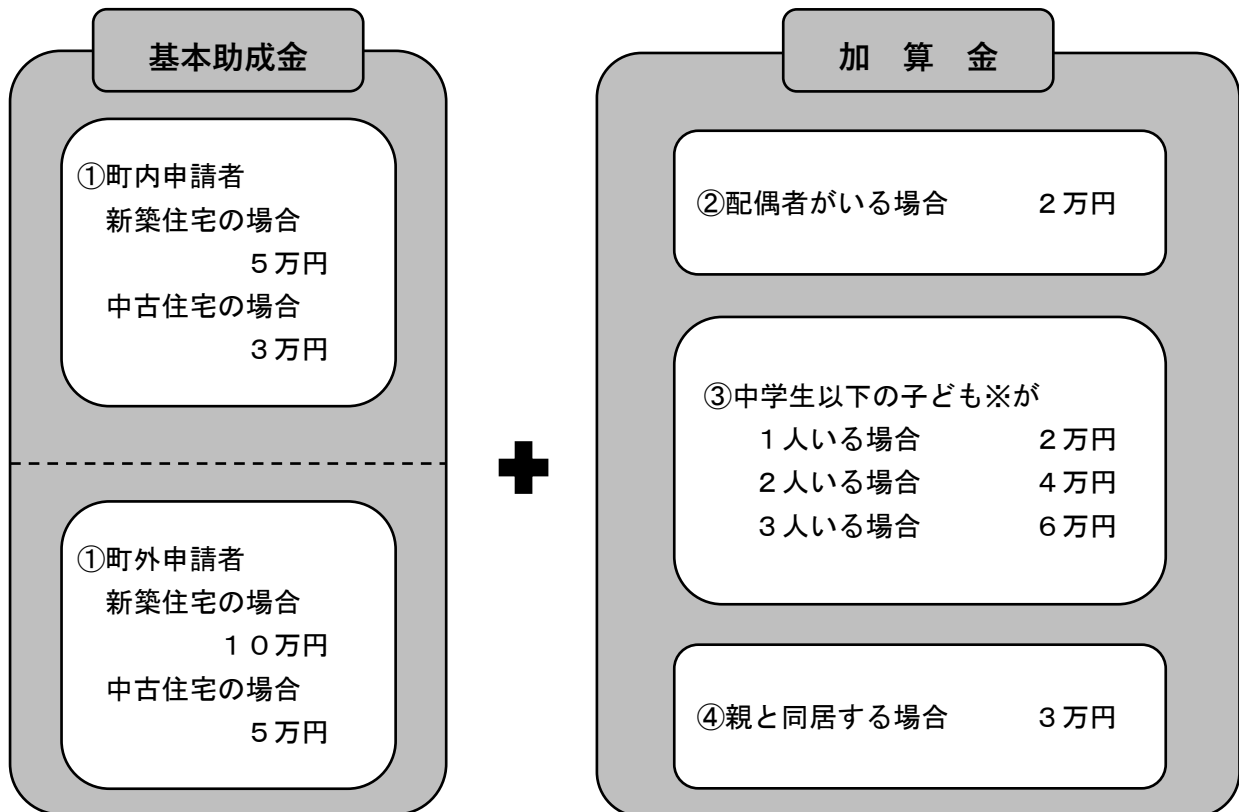 基本助成金
①町内申請者
新築住宅の場合
５万円
中古住宅の場合
３万円
①町外申請者
新築住宅の場合
１０万円
中古住宅の場合
５万円
加　算　金
②配偶者がいる場合　２万円
③中学生以下の子ども※が
１人いる場合　２万円
２人いる場合　４万円
３人いる場合　６万円
④親と同居する場合　３万円